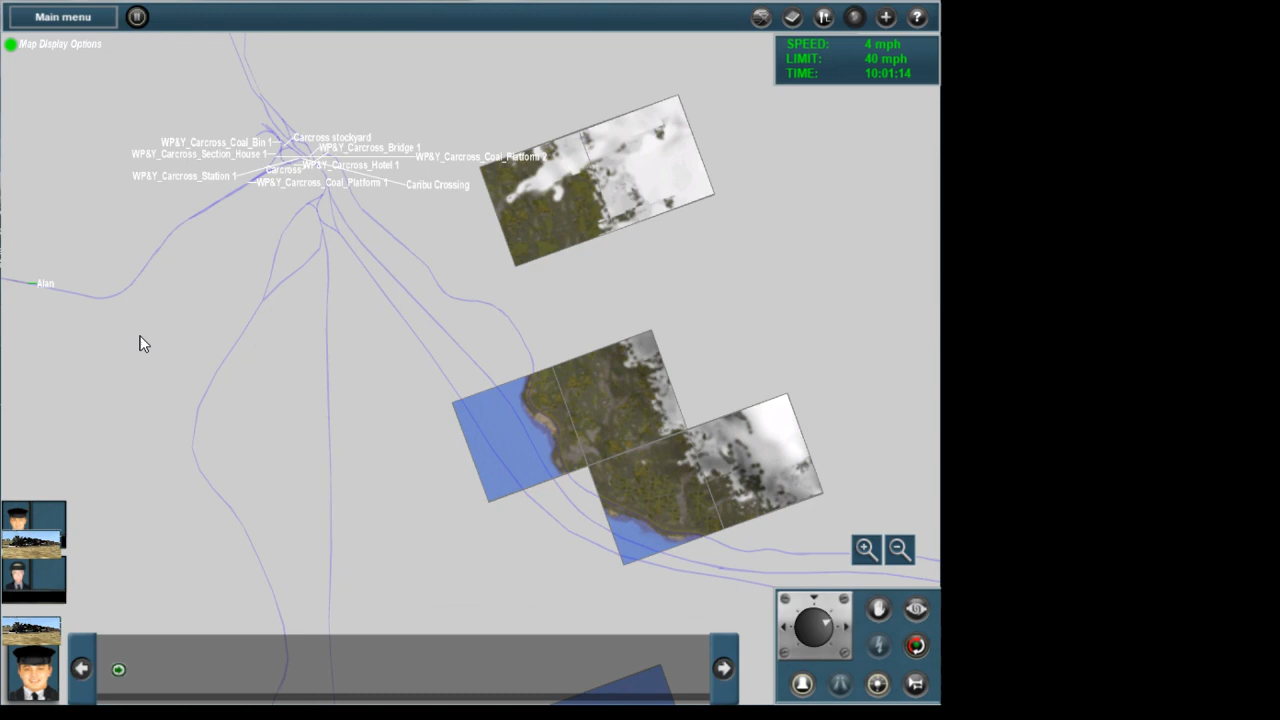 Main menu
Map Display Options
SPEED: 4 mph
LIMIT: 40 mph
TIME: 10:01:14
Carcross stockyard
WP&Y_Carcross_Coal_Bin 1
WP&Y_Carcross_Bridge 1
WP&Y_Carcross_Section_House 1
WP&Y_Carcross_Coal_Platform 2
WP&Y_Carcross_Hotel 1
Carcross
WP&Y_Carcross_Station 1
WP&Y_Carcross_Coal_Platform 1
Caribu Crossing
Alan